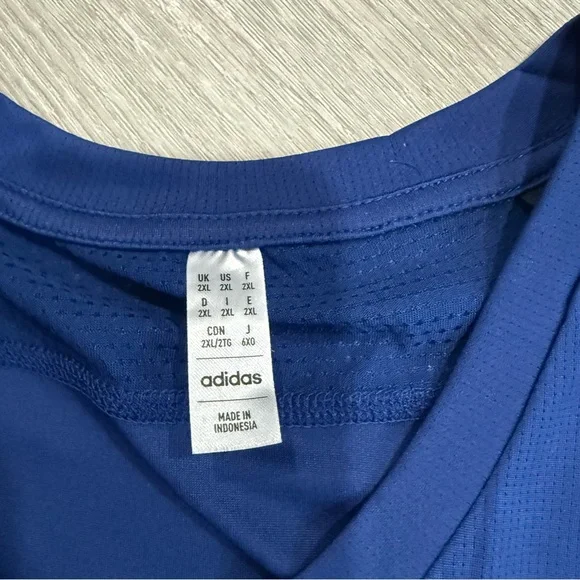 UK US F
2XL 2XL 2XL
D I E
2XL 2XL 2XL
CDN J
2XL/2TG 6XO
adidas
MADE IN
INDONESIA